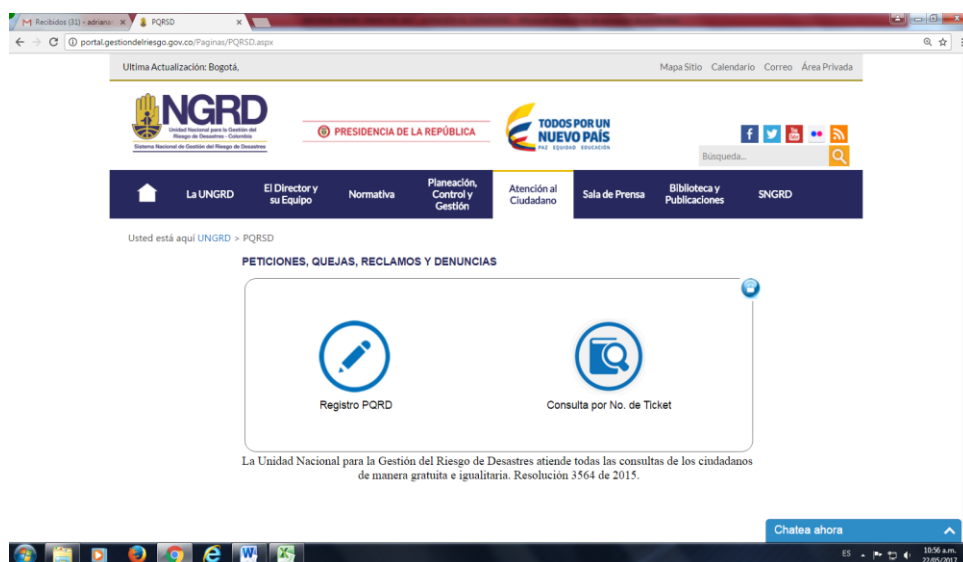 Recibidos (31) - adrians
PQRSD
portal.gestiondelriesgo.gov.co/Paginas/PQRSD.aspx
Ultima Actualización: Bogotá,
Mapa Sitio Calendario Correo Área Privada
NGRD
Unidad Nacional para la Gestión del
Riesgo de Desastres - Colombia
Sistema Nacional de Gestión del Riesgo de Desastres
PRESIDENCIA DE LA REPÚBLICA
TODOS POR UN
NUEVO PAÍS
PAZ EQUIDAD EDUCACIÓN
Búsqueda...
La UNGRD
El Director y
su Equipo
Normativa
Planeación,
Control y
Gestión
Atención al
Ciudadano
Sala de Prensa
Biblioteca y
Publicaciones
SNGRD
Usted está aquí UNGRD > PQRSD
PETICIONES, QUEJAS, RECLAMOS Y DENUNCIAS
Registro PQRD
Consulta por No. de Ticket
La Unidad Nacional para la Gestión del Riesgo de Desastres atiende todas las consultas de los ciudadanos
de manera gratuita e igualitaria. Resolución 3564 de 2015.
Chatea ahora
ES
10:56 a.m.
22/05/2017